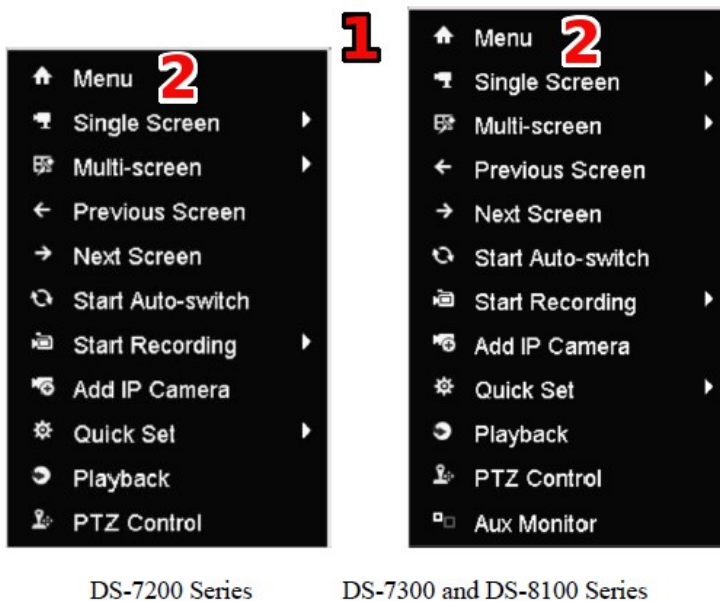 1
2
Menu
Single Screen
Multi-screen
Previous Screen
Next Screen
Start Auto-switch
Start Recording
Add IP Camera
Quick Set
Playback
PTZ Control
DS-7200 Series
2
Menu
Single Screen
Multi-screen
Previous Screen
Next Screen
Start Auto-switch
Start Recording
Add IP Camera
Quick Set
Playback
PTZ Control
Aux Monitor
DS-7300 and DS-8100 Series